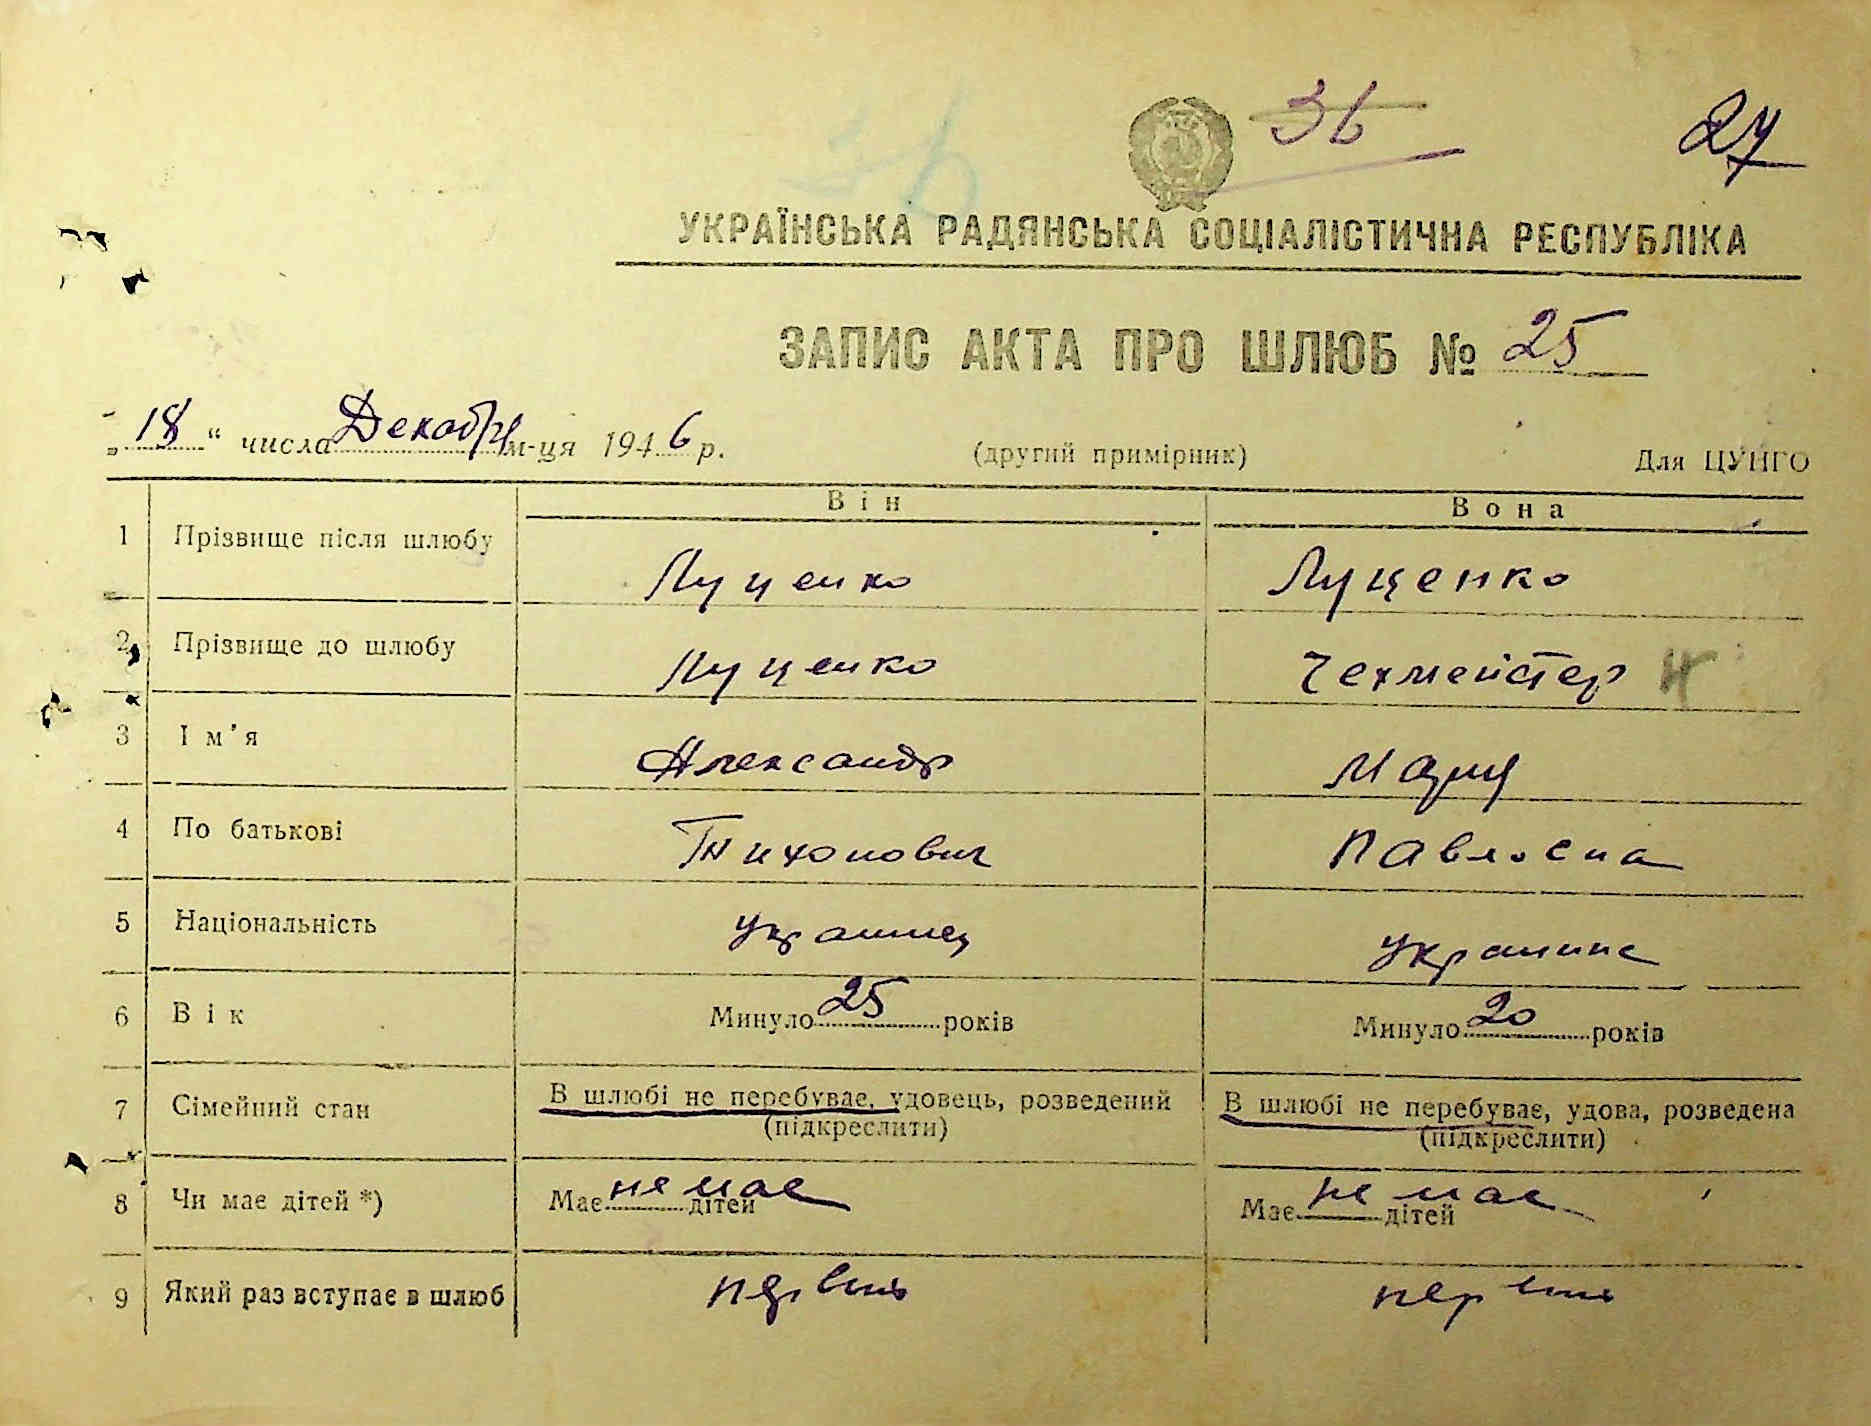 36
27
УКРАЇНСЬКА РАДЯНСЬКА СОЦІАЛІСТИЧНА РЕСПУБЛІКА
ЗАПИС АКТА ПРО ШЛЮБ № 25
„18“ числа Декабря м-ця 1946 р. (другий примірник) Для ЦУНГО
Він Вона
1 Прізвище після шлюбу Луценко Луценко
2 Прізвище до шлюбу Луценко Чехмейстер
3 Ім'я Александр Мария
4 По батькові Тихонович Павловна
5 Національність украинец украинка
6 Вік Минуло 25 років Минуло 20 років
7 Сімейний стан В шлюбі не перебуває, удовець, розведений В шлюбі не перебуває, удова, розведена
(підкреслити) (підкреслити)
8 Чи має дітей *) Має не має дітей Має не має дітей
9 Який раз вступає в шлюб первий первий